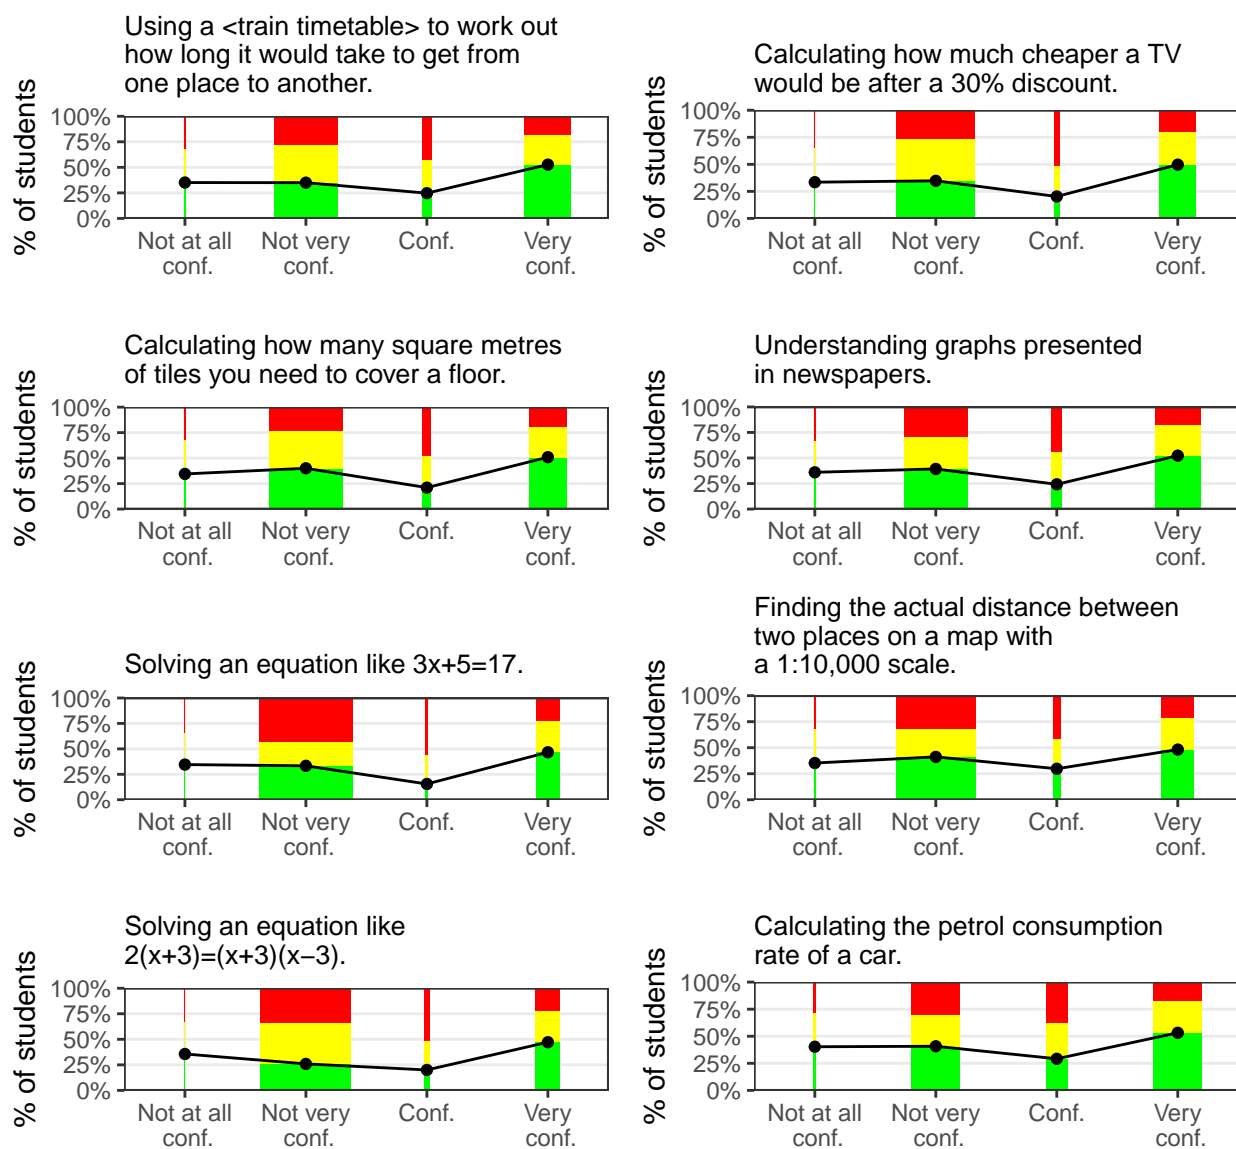 Using a <train timetable> to work out
how long it would take to get from
one place to another.
% of students
100%
75%
50%
25%
0%
Not at all
conf.
Not very
conf.
Conf.
Very
conf.
Calculating how much cheaper a TV
would be after a 30% discount.
% of students
100%
75%
50%
25%
0%
Not at all
conf.
Not very
conf.
Conf.
Very
conf.
Calculating how many square metres
of tiles you need to cover a floor.
% of students
100%
75%
50%
25%
0%
Not at all
conf.
Not very
conf.
Conf.
Very
conf.
Understanding graphs presented
in newspapers.
% of students
100%
75%
50%
25%
0%
Not at all
conf.
Not very
conf.
Conf.
Very
conf.
Solving an equation like 3x+5=17.
% of students
100%
75%
50%
25%
0%
Not at all
conf.
Not very
conf.
Conf.
Very
conf.
Finding the actual distance between
two places on a map with
a 1:10,000 scale.
% of students
100%
75%
50%
25%
0%
Not at all
conf.
Not very
conf.
Conf.
Very
conf.
Solving an equation like
2(x+3)=(x+3)(x−3).
% of students
100%
75%
50%
25%
0%
Not at all
conf.
Not very
conf.
Conf.
Very
conf.
Calculating the petrol consumption
rate of a car.
% of students
100%
75%
50%
25%
0%
Not at all
conf.
Not very
conf.
Conf.
Very
conf.